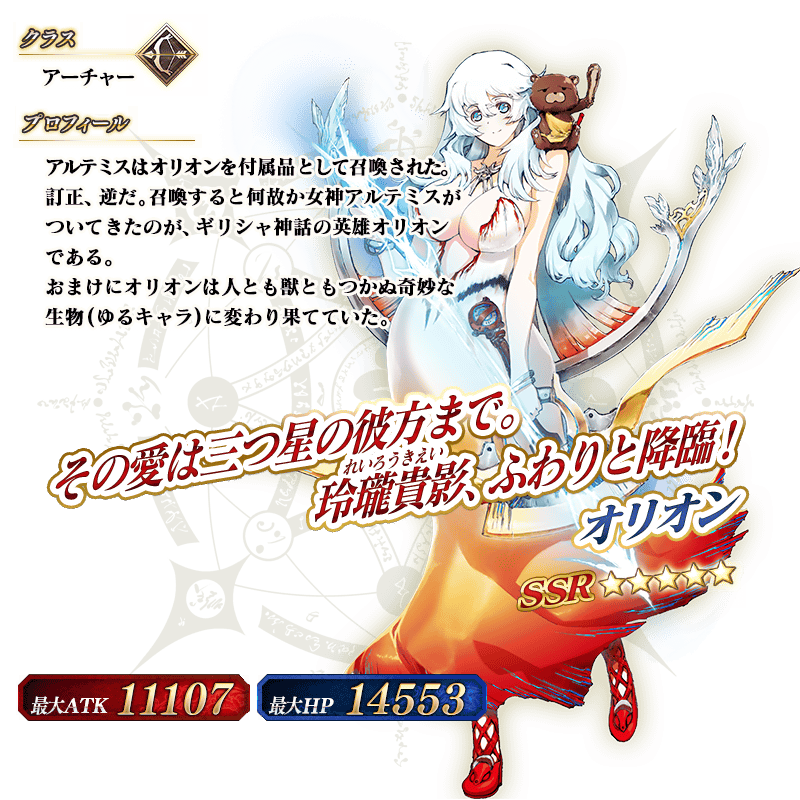 クラス
アーチャー
プロフィール
アルテミスはオリオンを付属品として召喚された。
訂正、逆だ。召喚すると何故か女神アルテミスが
ついてきたのが、ギリシャ神話の英雄オリオン
である。
おまけにオリオンは人とも獣ともつかぬ奇妙な
生物(ゆるキャラ)に変わり果てていた。
その愛は三つ星の彼方まで。
れいろうきえい
玲瓏貴影、ふわりと降臨！
オリオン
SSR ★★★★★
最大ATK 11107
最大HP 14553